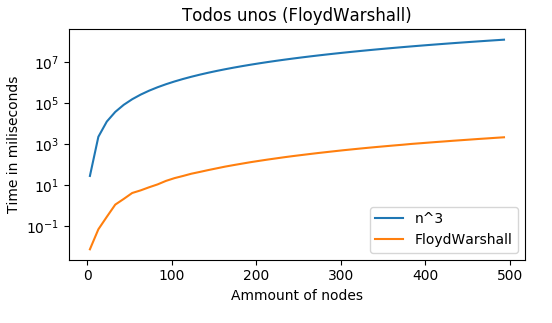 Todos unos (FloydWarshall)
Time in miliseconds
10^7
10^5
10^3
10^1
10^-1
n^3
FloydWarshall
0 100 200 300 400 500
Ammount of nodes